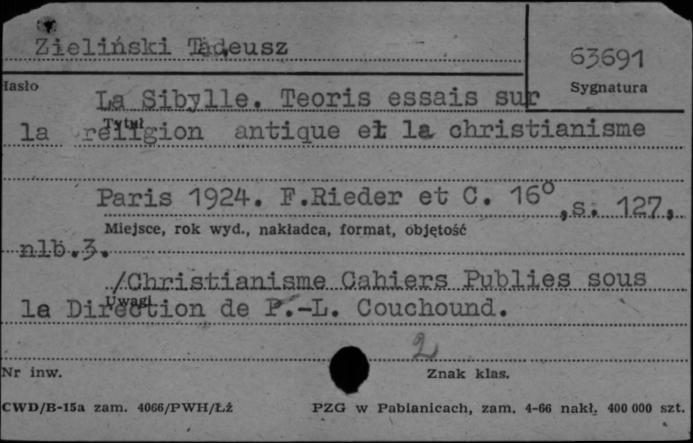 Zieliński Tadeusz
63691
Hasło
Sygnatura
La Sibylle. Teoris essais sur
Tytuł
la religion antique et la christianisme
Paris 1924. F.Rieder et C. 16°,s. 127,
Miejsce, rok wyd., nakładca, format, objętość
nlb.3.
/Christianisme Cahiers Publies sous
Uwagi
la Direction de P.-L. Couchound.
2
Nr inw.
Znak klas.
CWD/B-15a zam. 4066/PWH/Łż
PZG w Pabianicach, zam. 4-66 nakł. 400 000 szt.